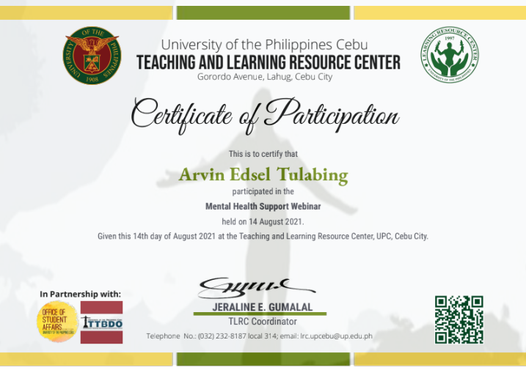 OF THE
PHILIPPINES
1908
University of the Philippines Cebu
TEACHING AND LEARNING RESOURCE CENTER
Gorordo Avenue, Lahug, Cebu City
LEARNING RESOURCE CENTER
1997
Certificate of Participation
This is to certify that
Arvin Edsel Tulabing
participated in the
Mental Health Support Webinar
held on 14 August 2021.
Given this 14th day of August 2021 at the Teaching and Learning Resource Center, UPC, Cebu City.
In Partnership with:
OFFICE OF
STUDENT
AFFAIRS
TTBDO
JERALINE E. GUMALAL
TLRC Coordinator
Telephone No.: (032) 232-8187 local 314; email: lrc.upcebu@up.edu.ph